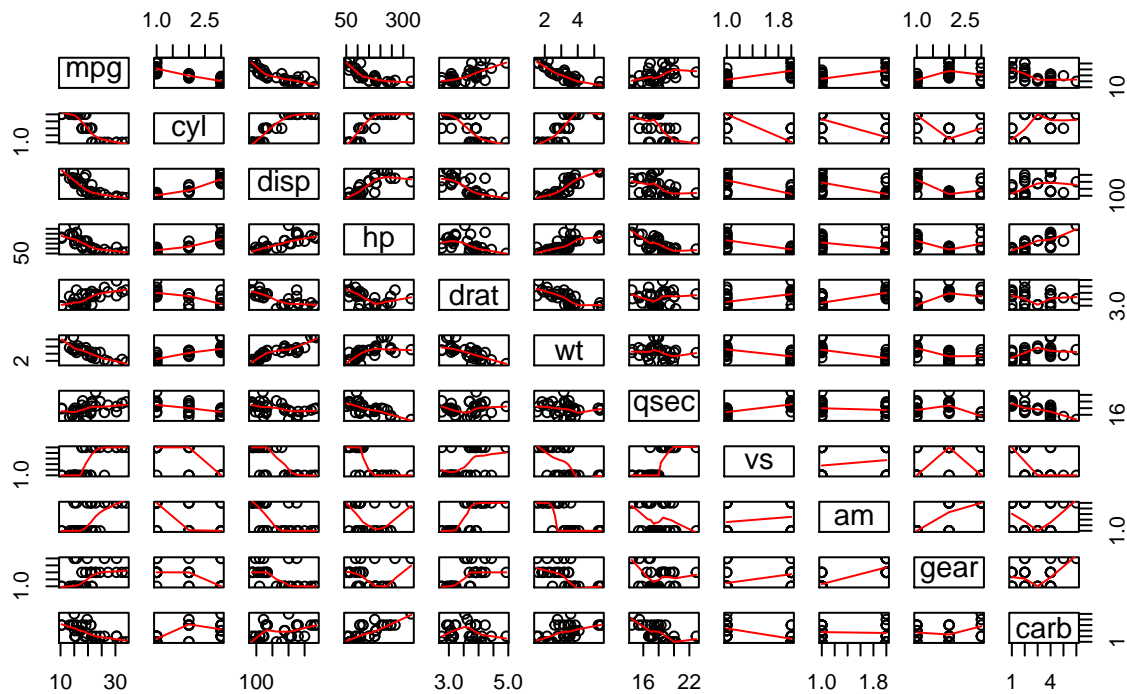 1.0 2.5 50 300 2 4 1.0 1.8 1.0 2.5
mpg 10
1.0 cyl
disp 100
50 hp
drat 3.0
2 wt
qsec 16
1.0 vs
am 1.0
1.0 gear
carb 1
10 30 100 3.0 5.0 16 22 1.0 1.8 1 4